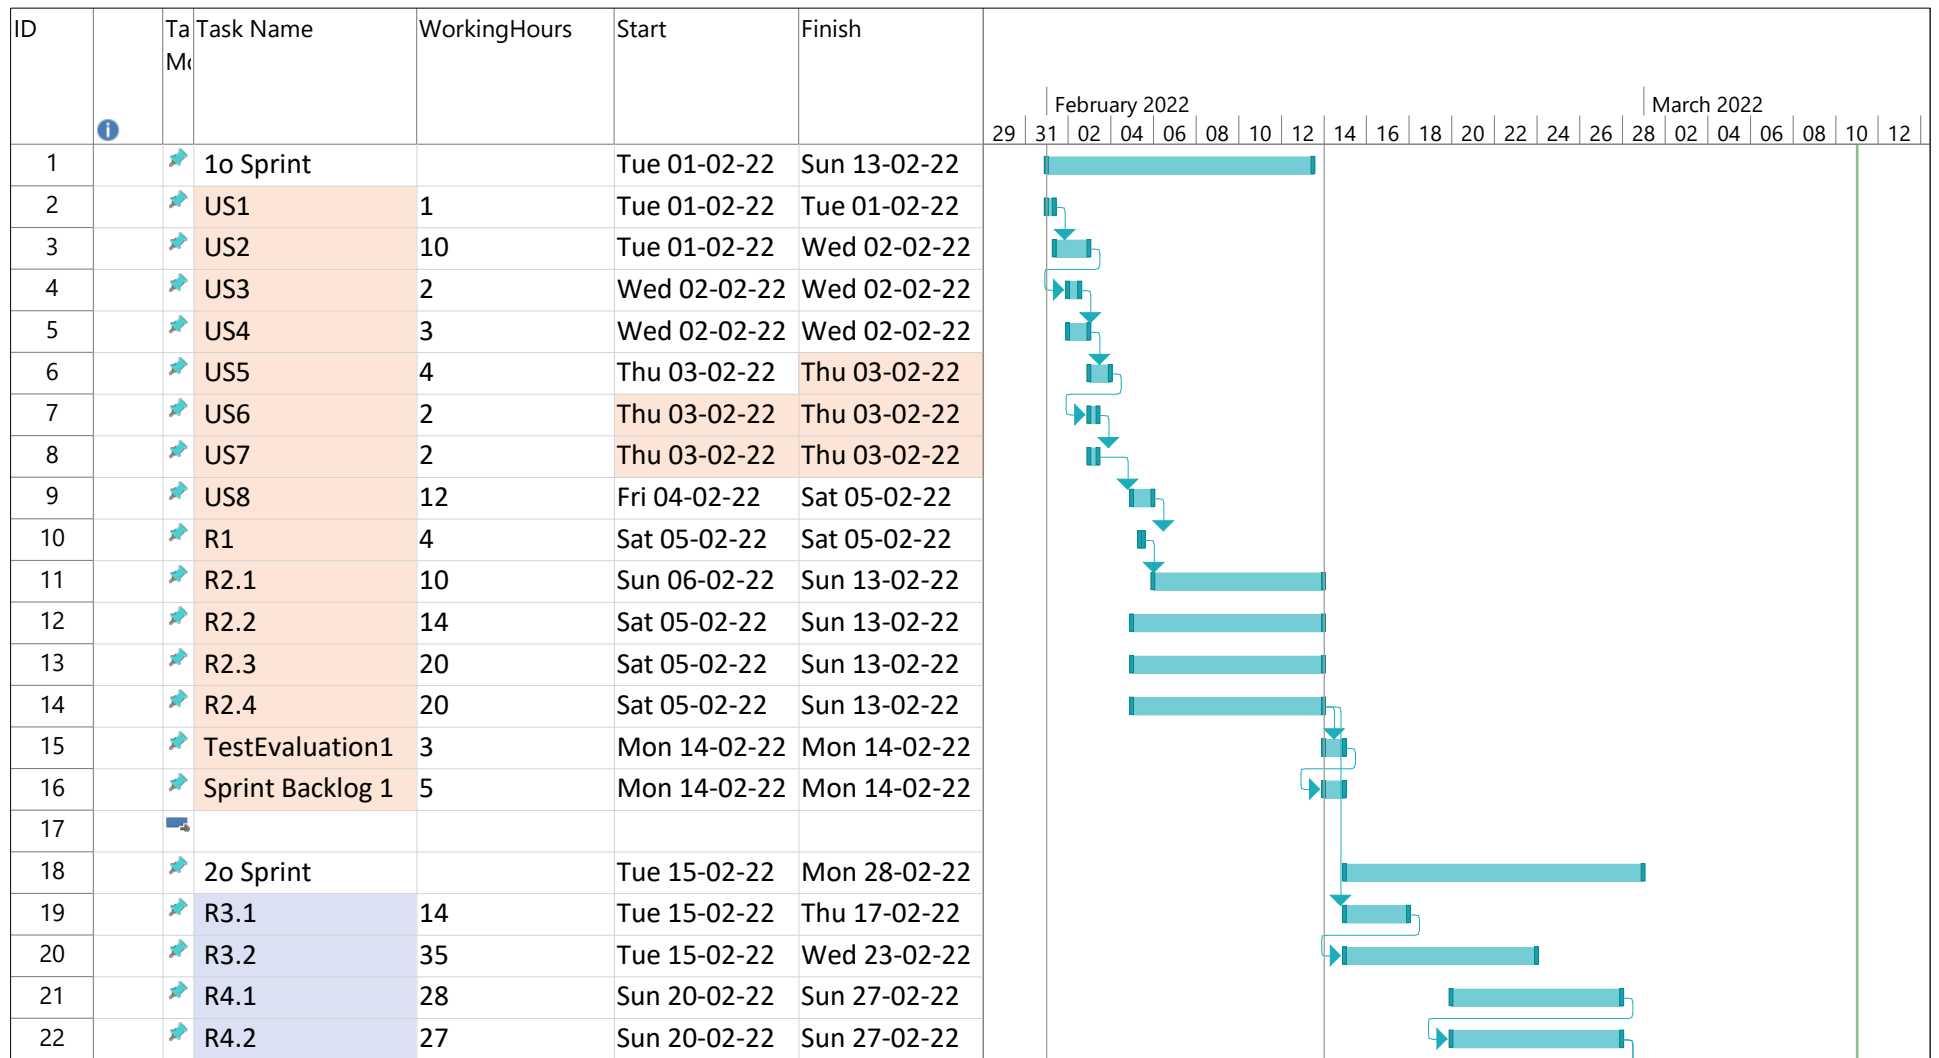 ID Ta Task Name WorkingHours Start Finish
Mo
February 2022 March 2022
29 31 02 04 06 08 10 12 14 16 18 20 22 24 26 28 02 04 06 08 10 12
1 1o Sprint Tue 01-02-22 Sun 13-02-22
2 US1 1 Tue 01-02-22 Tue 01-02-22
3 US2 10 Tue 01-02-22 Wed 02-02-22
4 US3 2 Wed 02-02-22 Wed 02-02-22
5 US4 3 Wed 02-02-22 Wed 02-02-22
6 US5 4 Thu 03-02-22 Thu 03-02-22
7 US6 2 Thu 03-02-22 Thu 03-02-22
8 US7 2 Thu 03-02-22 Thu 03-02-22
9 US8 12 Fri 04-02-22 Sat 05-02-22
10 R1 4 Sat 05-02-22 Sat 05-02-22
11 R2.1 10 Sun 06-02-22 Sun 13-02-22
12 R2.2 14 Sat 05-02-22 Sun 13-02-22
13 R2.3 20 Sat 05-02-22 Sun 13-02-22
14 R2.4 20 Sat 05-02-22 Sun 13-02-22
15 TestEvaluation1 3 Mon 14-02-22 Mon 14-02-22
16 Sprint Backlog 1 5 Mon 14-02-22 Mon 14-02-22
17
18 2o Sprint Tue 15-02-22 Mon 28-02-22
19 R3.1 14 Tue 15-02-22 Thu 17-02-22
20 R3.2 35 Tue 15-02-22 Wed 23-02-22
21 R4.1 28 Sun 20-02-22 Sun 27-02-22
22 R4.2 27 Sun 20-02-22 Sun 27-02-22